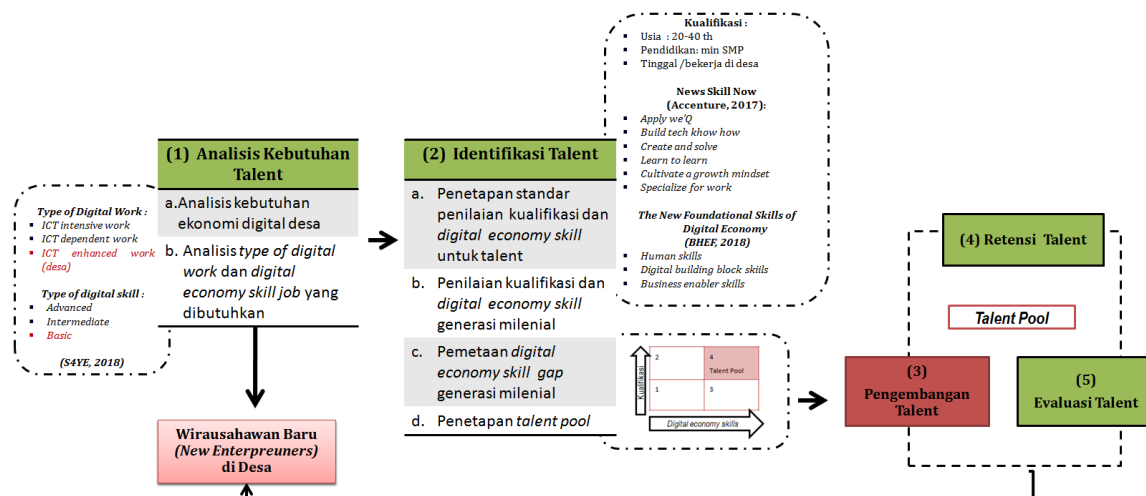 Kualifikasi :
Usia : 20-40 th
Pendidikan: min SMP
Tinggal /bekerja di desa
News Skill Now
(Accenture, 2017):
Apply we'Q
Build tech khow how
Create and solve
Learn to learn
Cultivate a growth mindset
Specialize for work
The New Foundational Skills of
Digital Economy
(BHEF, 2018)
Human skills
Digital building block skiils
Business enabler skills
Type of Digital Work :
ICT intensive work
ICT dependent work
ICT enhanced work
(desa)
Type of digital skill :
Advanced
Intermediate
Basic
(S4YE, 2018)
(1) Analisis Kebutuhan
Talent
a.Analisis kebutuhan
ekonomi digital desa
b. Analisis type of digital
work dan digital
economy skill job yang
dibutuhkan
Wirausahawan Baru
(New Enterpreuners)
di Desa
(2) Identifikasi Talent
a. Penetapan standar
penilaian kualifikasi dan
digital economy skill
untuk talent
b. Penilaian kualifikasi dan
digital economy skill
generasi milenial
c. Pemetaan digital
economy skill gap
generasi milenial
d. Penetapan talent pool
Kualifikasi
2
4
Talent Pool
1
3
Digital economy skills
(4) Retensi Talent
Talent Pool
(3)
Pengembangan
Talent
(5)
Evaluasi Talent